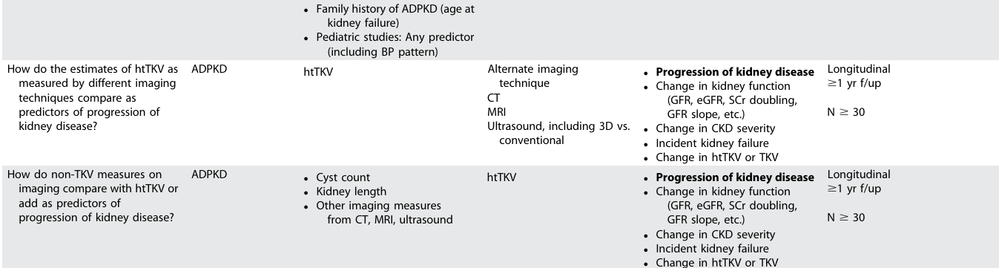 • Family history of ADPKD (age at
kidney failure)
• Pediatric studies: Any predictor
(including BP pattern)
How do the estimates of htTKV as
measured by different imaging
techniques compare as
predictors of progression of
kidney disease?
ADPKD
htTKV
Alternate imaging
technique
CT
MRI
Ultrasound, including 3D vs.
conventional
• Progression of kidney disease
• Change in kidney function
(GFR, eGFR, SCr doubling,
GFR slope, etc.)
• Change in CKD severity
• Incident kidney failure
• Change in htTKV or TKV
Longitudinal
≥1 yr f/up
N ≥ 30
How do non-TKV measures on
imaging compare with htTKV or
add as predictors of
progression of kidney disease?
ADPKD
• Cyst count
• Kidney length
• Other imaging measures
from CT, MRI, ultrasound
htTKV
• Progression of kidney disease
• Change in kidney function
(GFR, eGFR, SCr doubling,
GFR slope, etc.)
• Change in CKD severity
• Incident kidney failure
• Change in htTKV or TKV
Longitudinal
≥1 yr f/up
N ≥ 30